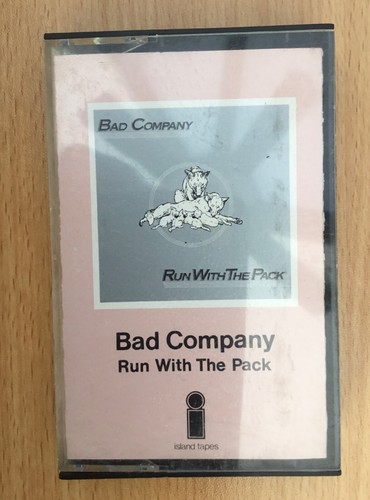 BAD COMPANY
RUN WITH THE PACK
Bad Company
Run With The Pack
island tapes